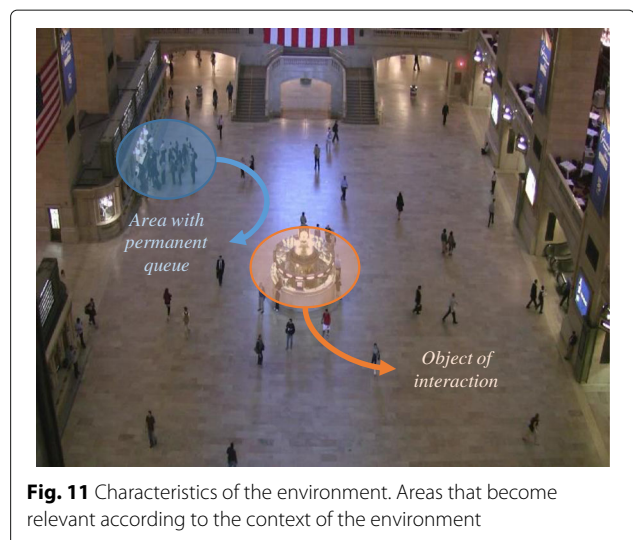 Area with
permanent
queue
Object of
interaction
Fig. 11 Characteristics of the environment. Areas that become
relevant according to the context of the environment